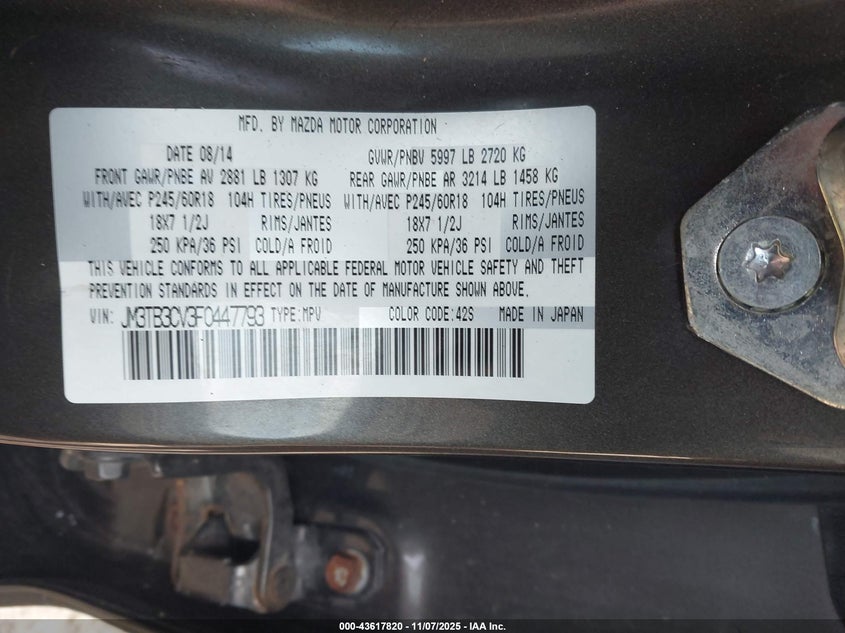 MFD. BY MAZDA MOTOR CORPORATION
DATE 08/14 GVWR/PNBV 5997 LB 2720 KG
FRONT GAWR/PNBE AV 2881 LB 1307 KG REAR GAWR/PNBE AR 3214 LB 1458 KG
WITH/AVEC P245/60R18 104H TIRES/PNEUS WITH/AVEC P245/60R18 104H TIRES/PNEUS
18X7 1/2J RIMS/JANTES 18X7 1/2J RIMS/JANTES
250 KPA/36 PSI COLD/A FROID 250 KPA/36 PSI COLD/A FROID
THIS VEHICLE CONFORMS TO ALL APPLICABLE FEDERAL MOTOR VEHICLE SAFETY AND THEFT
PREVENTION STANDARDS IN EFFECT ON THE DATE OF MANUFACTURE SHOWN ABOVE.
VIN: JM3TB3CV3F0447793 TYPE:MPV COLOR CODE:42S MADE IN JAPAN
000-43617820 - 11/07/2025 - IAA Inc.